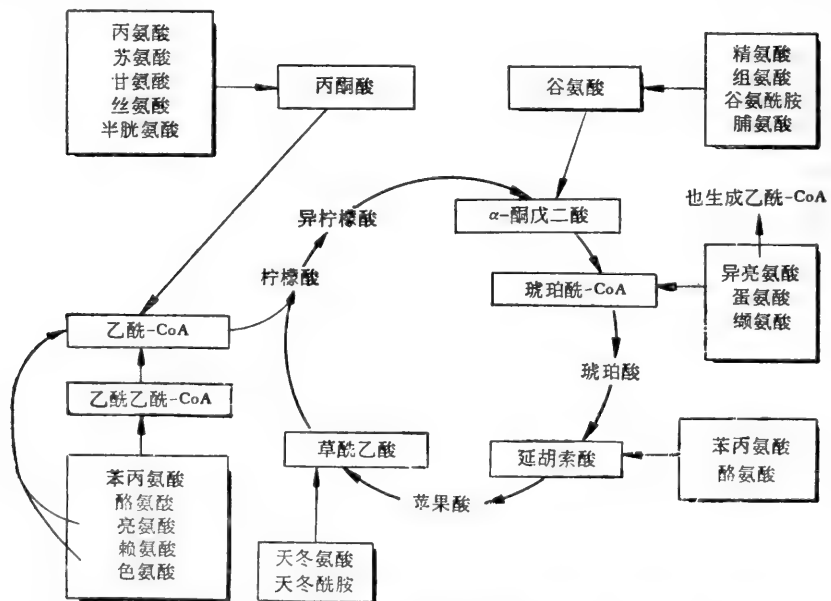 丙氨酸
苏氨酸
甘氨酸
丝氨酸
半胱氨酸
丙酮酸
谷氨酸
精氨酸
组氨酸
谷氨酰胺
脯氨酸
异柠檬酸
柠檬酸
α-酮戊二酸
也生成乙酰-CoA
琥珀酰-CoA
异亮氨酸
蛋氨酸
缬氨酸
乙酰-CoA
乙酰乙酰-CoA
琥珀酸
草酰乙酸
延胡索酸
苯丙氨酸
酪氨酸
苹果酸
苯丙氨酸
酪氨酸
亮氨酸
赖氨酸
色氨酸
天冬氨酸
天冬酰胺